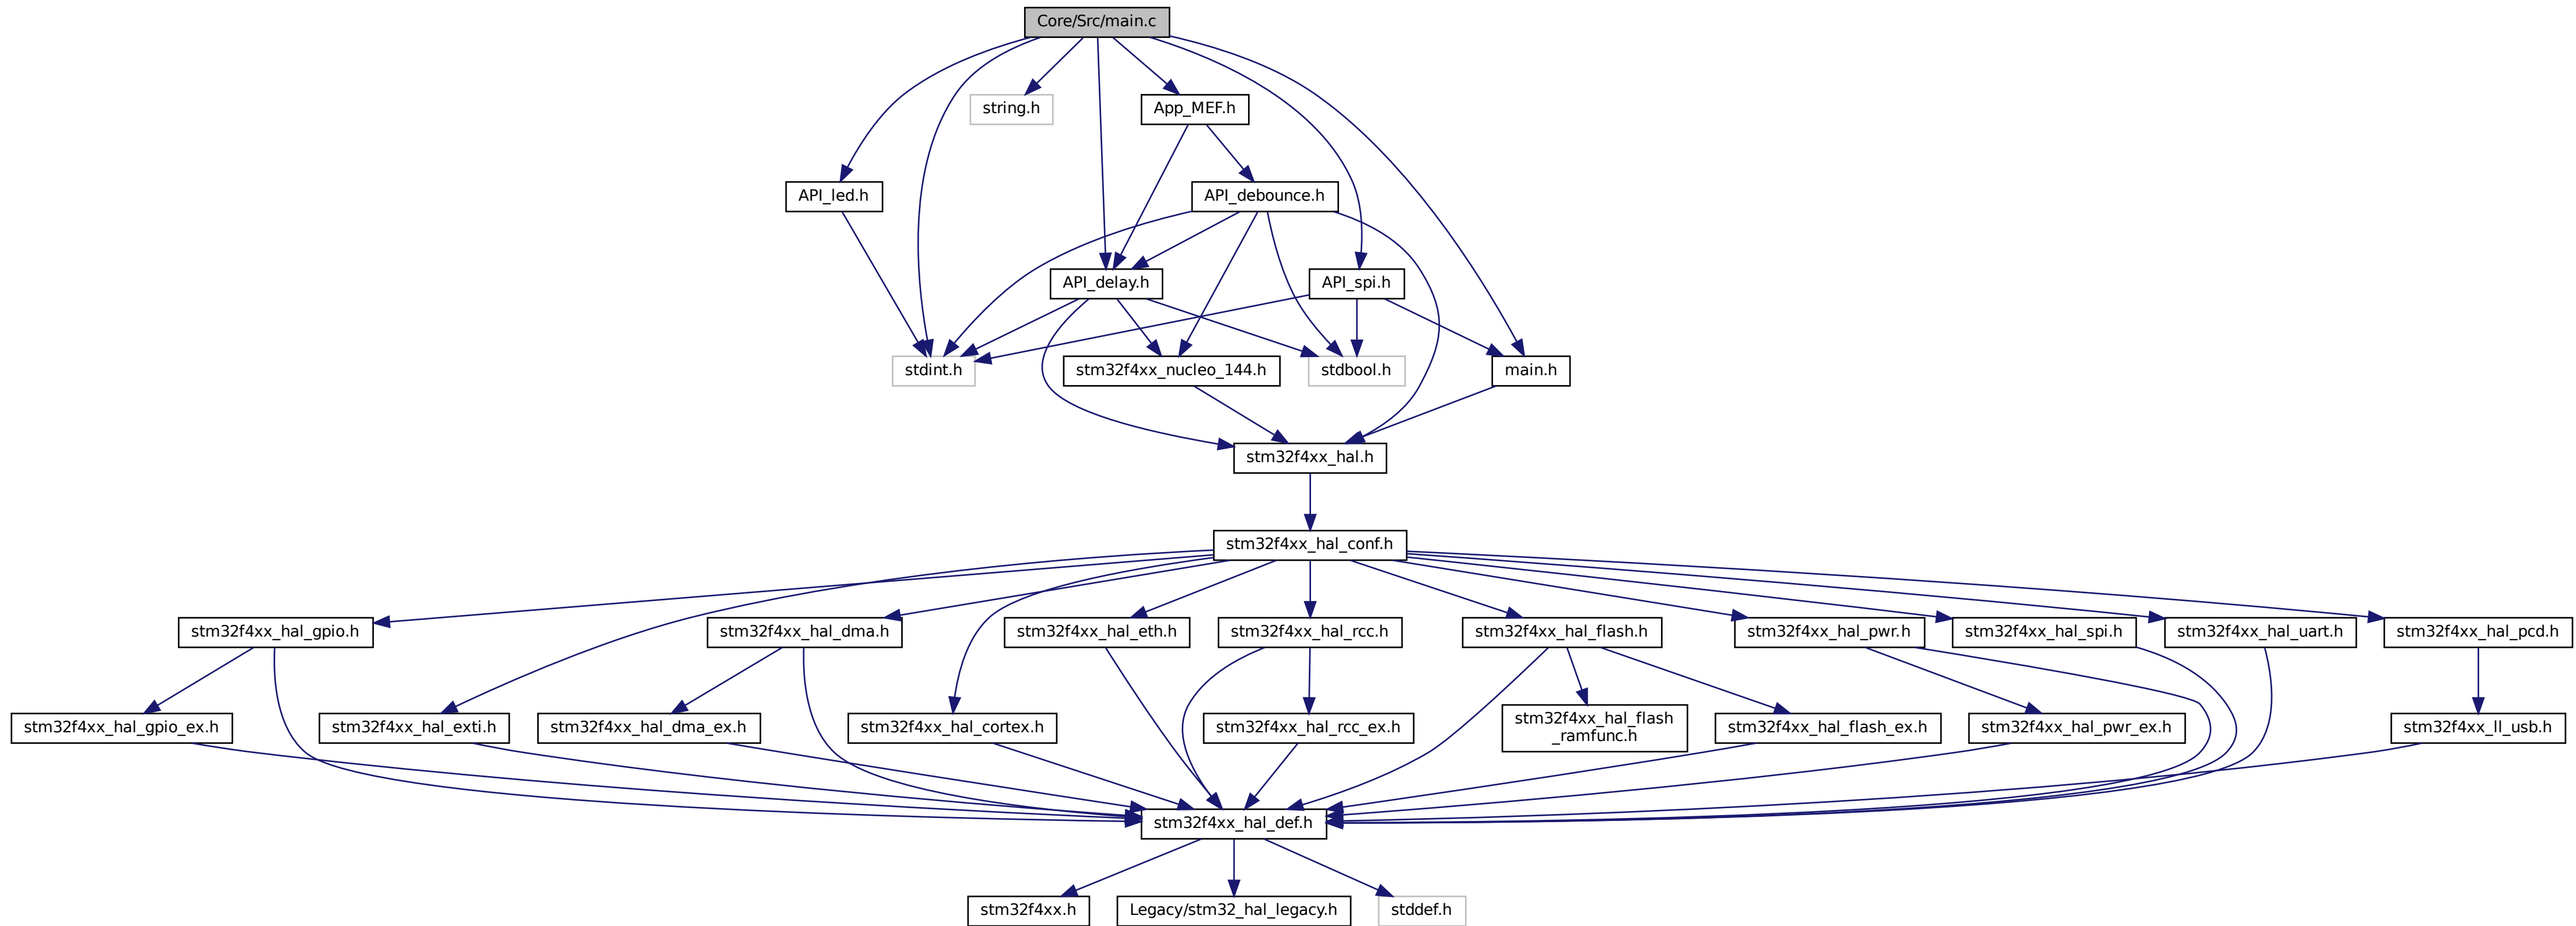 Core/Src/main.c
string.h
App_MEF.h
API_led.h
API_debounce.h
API_delay.h
API_spi.h
stdint.h
stm32f4xx_nucleo_144.h
stdbool.h
main.h
stm32f4xx_hal.h
stm32f4xx_hal_conf.h
stm32f4xx_hal_gpio.h
stm32f4xx_hal_dma.h
stm32f4xx_hal_eth.h
stm32f4xx_hal_rcc.h
stm32f4xx_hal_flash.h
stm32f4xx_hal_pwr.h
stm32f4xx_hal_spi.h
stm32f4xx_hal_uart.h
stm32f4xx_hal_pcd.h
stm32f4xx_hal_gpio_ex.h
stm32f4xx_hal_exti.h
stm32f4xx_hal_dma_ex.h
stm32f4xx_hal_cortex.h
stm32f4xx_hal_rcc_ex.h
stm32f4xx_hal_flash
_ramfunc.h
stm32f4xx_hal_flash_ex.h
stm32f4xx_hal_pwr_ex.h
stm32f4xx_ll_usb.h
stm32f4xx_hal_def.h
stm32f4xx.h
Legacy/stm32_hal_legacy.h
stddef.h